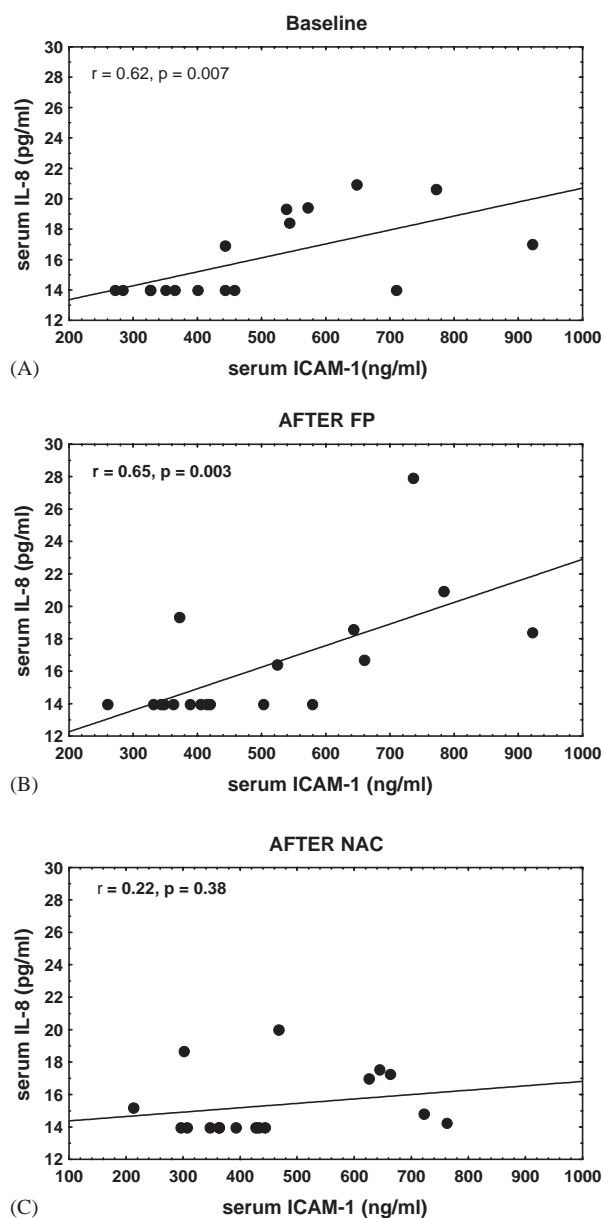 Baseline
r = 0.62, p = 0.007
serum IL-8 (pg/ml)
30
28
26
24
22
20
18
16
14
12
200 300 400 500 600 700 800 900 1000
(A)
serum ICAM-1(ng/ml)
AFTER FP
r = 0.65, p = 0.003
serum IL-8 (pg/ml)
30
28
26
24
22
20
18
16
14
12
200 300 400 500 600 700 800 900 1000
(B)
serum ICAM-1 (ng/ml)
AFTER NAC
r = 0.22, p = 0.38
serum IL-8 (pg/ml)
30
28
26
24
22
20
18
16
14
12
100 200 300 400 500 600 700 800 900 1000
(C)
serum ICAM-1 (ng/ml)